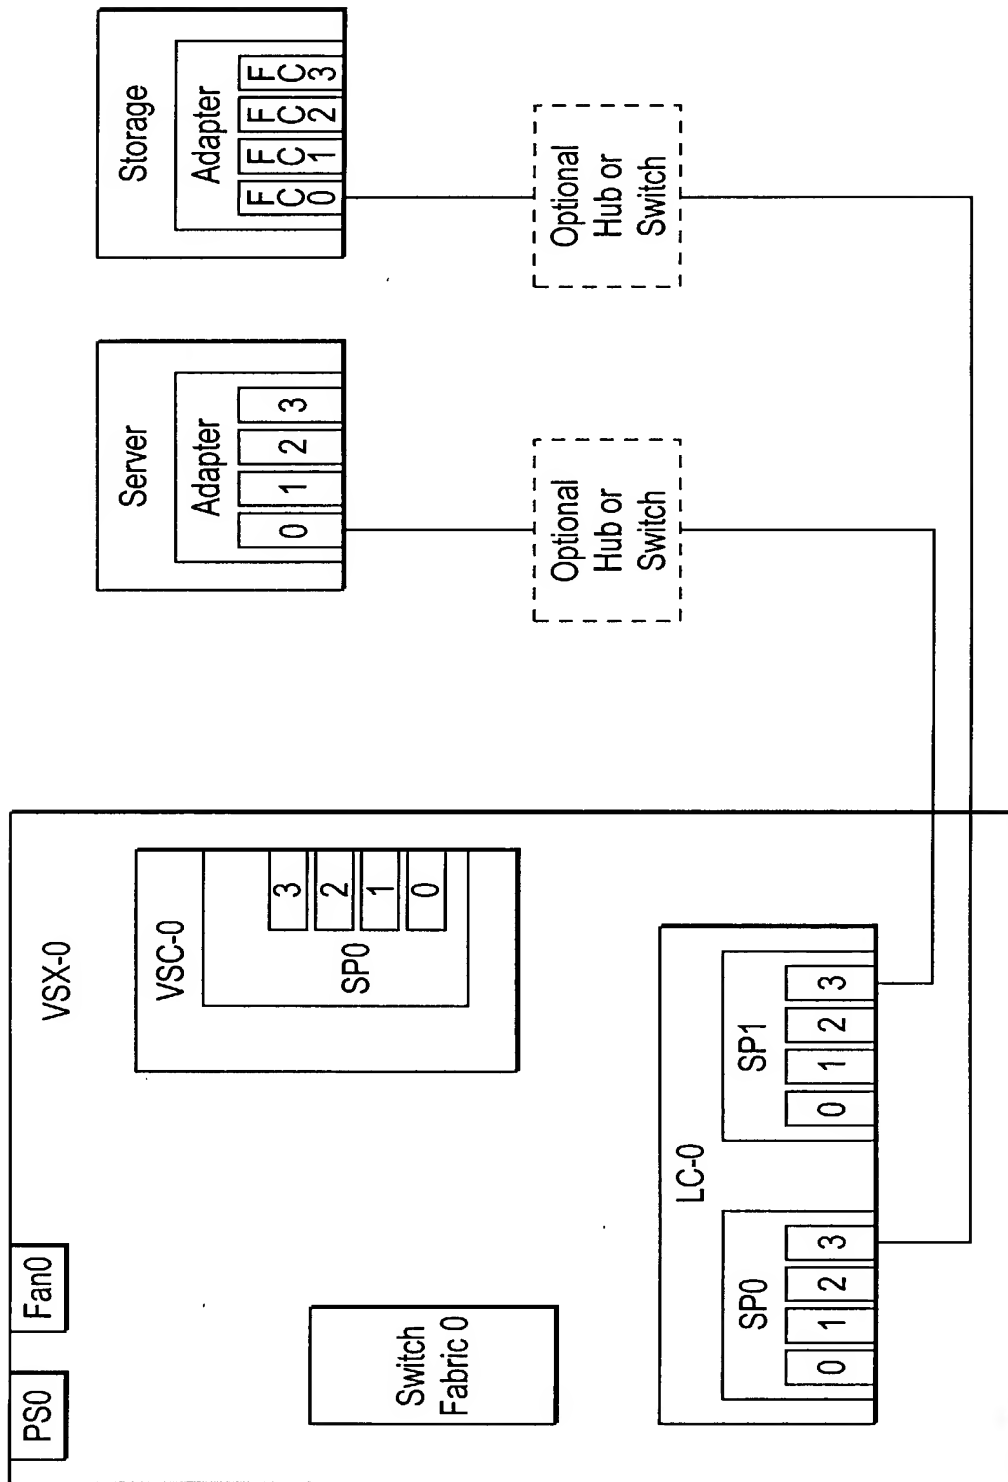 Storage
Adapter
FC0
FC1
FC2
FC3
Optional
Hub or
Switch
Server
Adapter
0
1
2
3
Optional
Hub or
Switch
VSX-0
VSC-0
SP0
3
2
1
0
Fan0
PS0
Switch
Fabric 0
LC-0
SP1
0
1
2
3
SP0
0
1
2
3